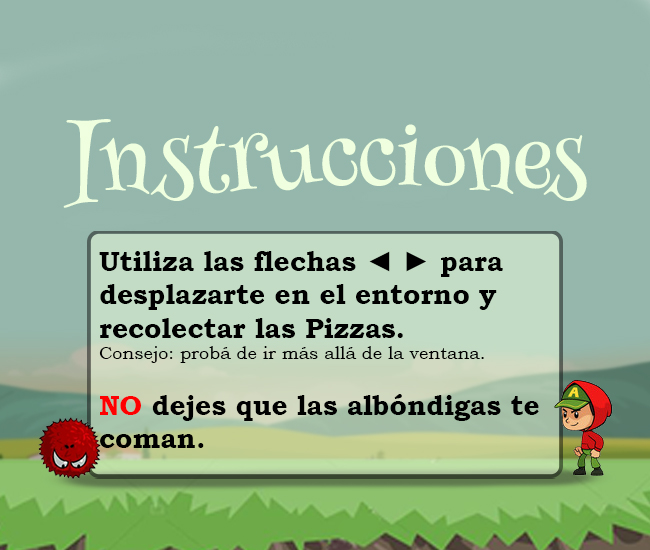 Instrucciones
Utiliza las flechas ◄ ► para
desplazarte en el entorno y
recolectar las Pizzas.
Consejo: probá de ir más allá de la ventana.
NO dejes que las albóndigas te
coman.
A